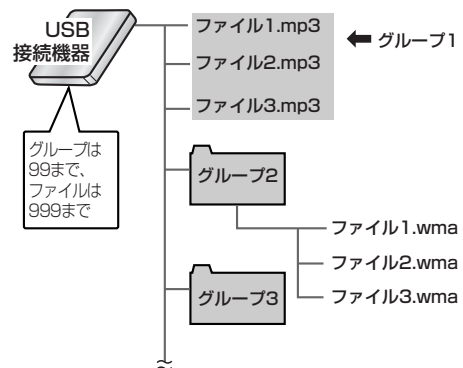 USB
接続機器
グループは
99まで、
ファイルは
999まで
ファイル1.mp3
ファイル2.mp3
ファイル3.mp3
グループ1
グループ2
ファイル1.wma
ファイル2.wma
ファイル3.wma
グループ3